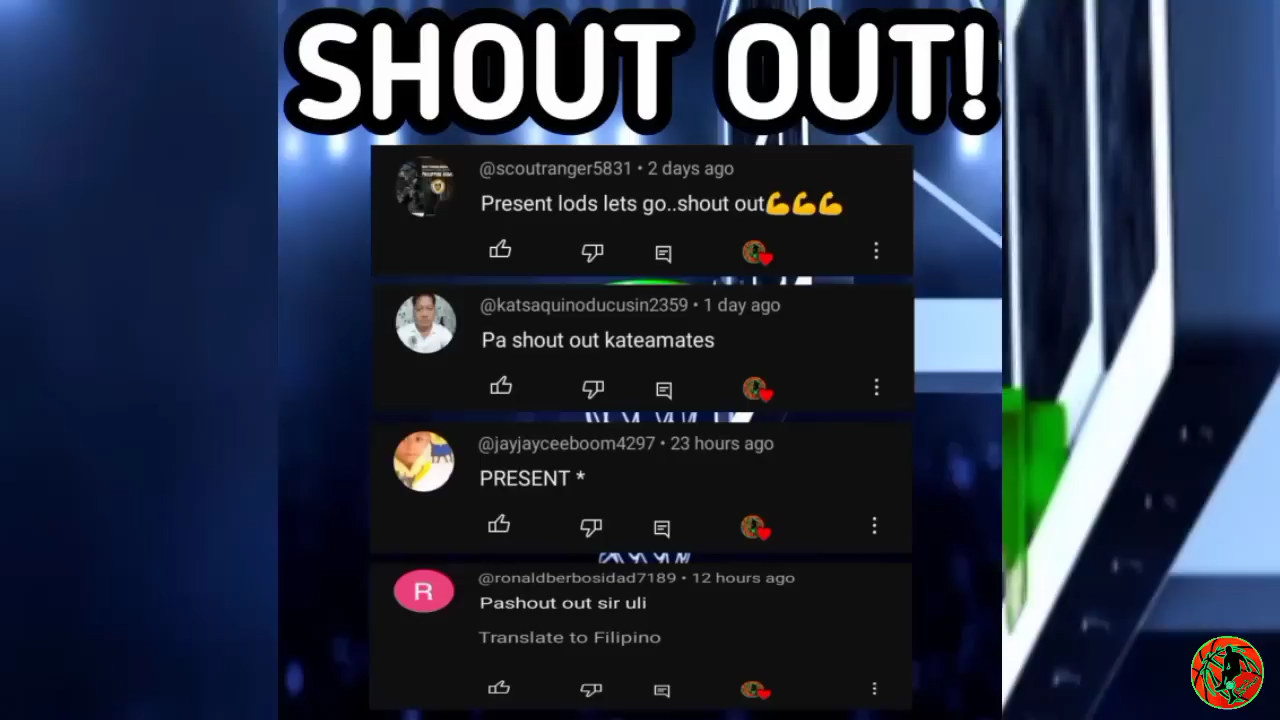 SHOUT OUT!
@scoutranger5831 • 2 days ago
Present lods lets go..shout out💪💪💪
@katsaquinoducusin2359 • 1 day ago
Pa shout out kateamates
@jayjayceeboom4297 • 23 hours ago
PRESENT *
R
@ronaldberbosidad7189 • 12 hours ago
Pashout out sir uli
Translate to Filipino